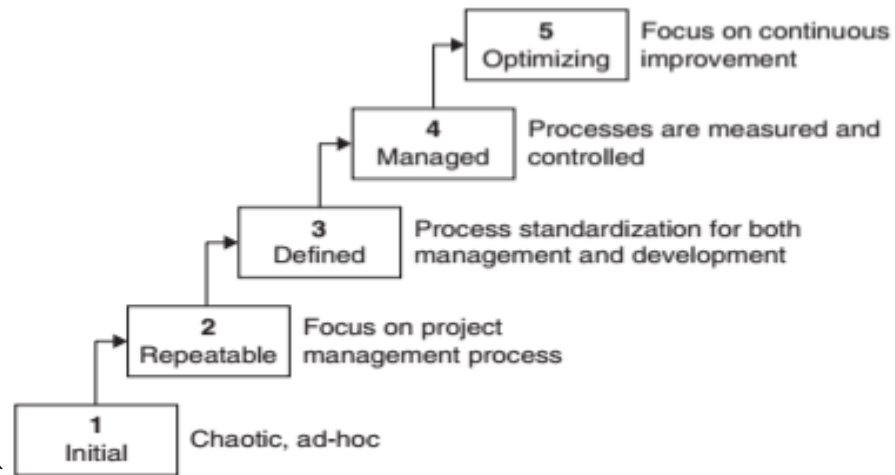 5
Optimizing
Focus on continuous
improvement
4
Managed
Processes are measured and
controlled
3
Defined
Process standardization for both
management and development
2
Repeatable
Focus on project
management process
1
Initial
Chaotic, ad-hoc